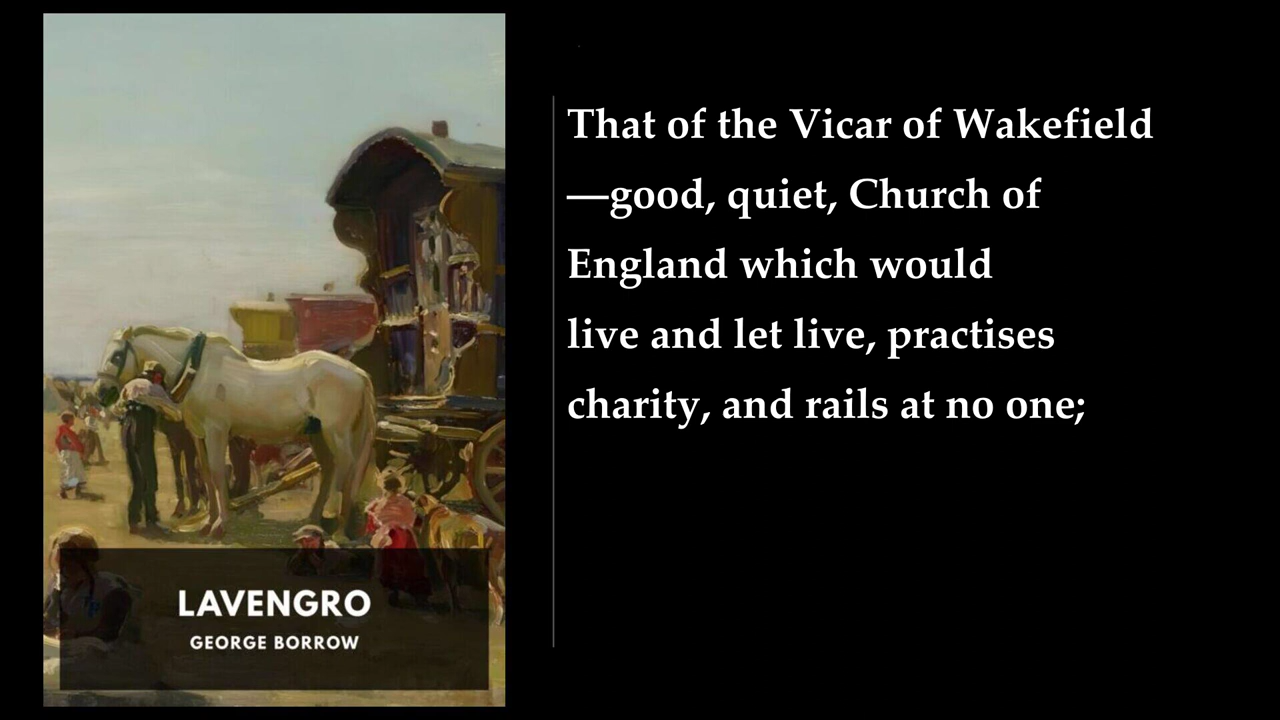 LAVENGRO
GEORGE BORROW
That of the Vicar of Wakefield
—good, quiet, Church of
England which would
live and let live, practises
charity, and rails at no one;